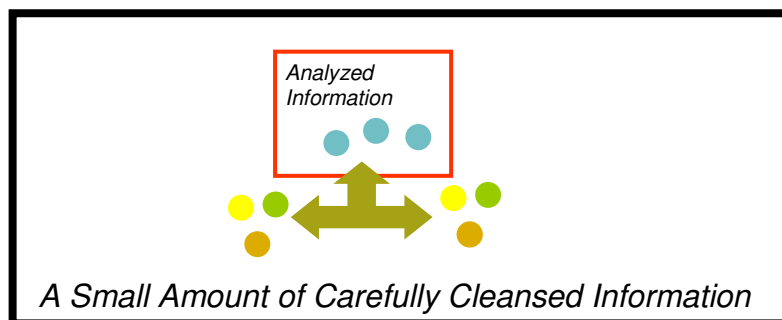 Analyzed
Information
A Small Amount of Carefully Cleansed Information